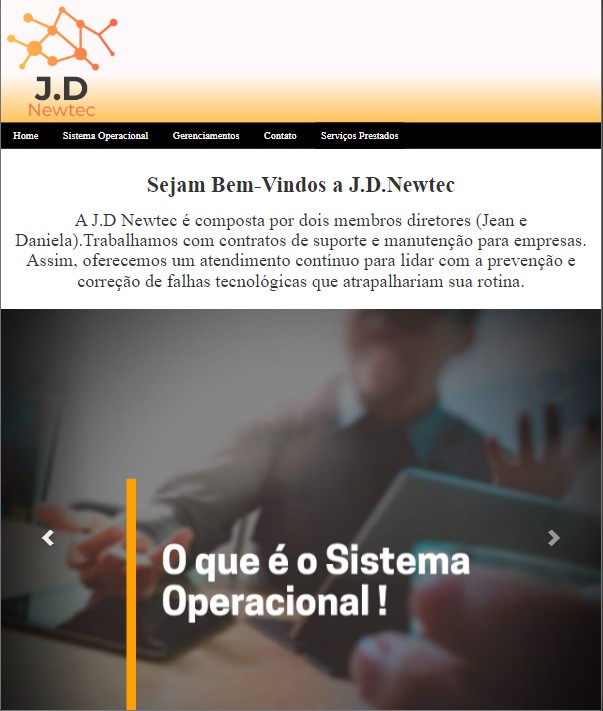 J.D
Newtec
Home Sistema Operacional Gerenciamentos Contato Serviços Prestados
Sejam Bem-Vindos a J.D.Newtec
A J.D Newtec é composta por dois membros diretores (Jean e
Daniela).Trabalhamos com contratos de suporte e manutenção para empresas.
Assim, oferecemos um atendimento contínuo para lidar com a prevenção e
correção de falhas tecnológicas que atrapalhariam sua rotina.
O que é o Sistema
Operacional !